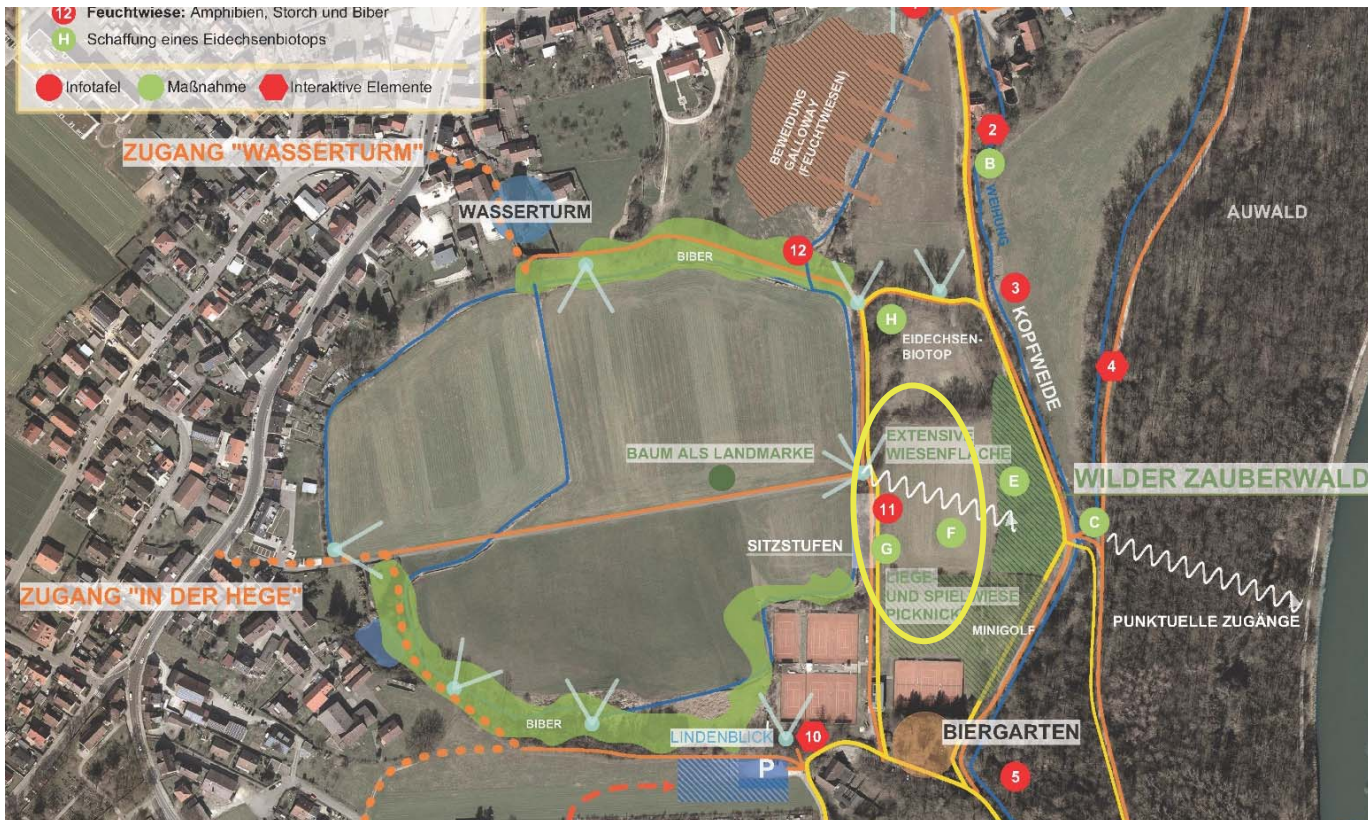 12 Feuchtwiese: Amphibien, Storch und Biber
H Schaffung eines Eidechsenbiotops
Infotafel Maßnahme Interaktive Elemente
ZUGANG "WASSERTURM"
WASSERTURM
BEWEIDUNG
GALLOWAY
(FEUCHTWIESEN)
2
B
WEIHUNG
AUWALD
BIBER
12
3
KOPFWEIDE
H
EIDECHSEN-
BIOTOP
4
BAUM ALS LANDMARKE
EXTENSIVE
WIESENFLÄCHE
E
WILDER ZAUBERWALD
11
F
C
SITZSTUFEN
G
ZUGANG "IN DER HEGE"
LIEGE-
UND SPIELWIESE
PICKNICK
MINIGOLF
PUNKTUELLE ZUGÄNGE
BIBER
LINDENBLICK
10
BIERGARTEN
P
5